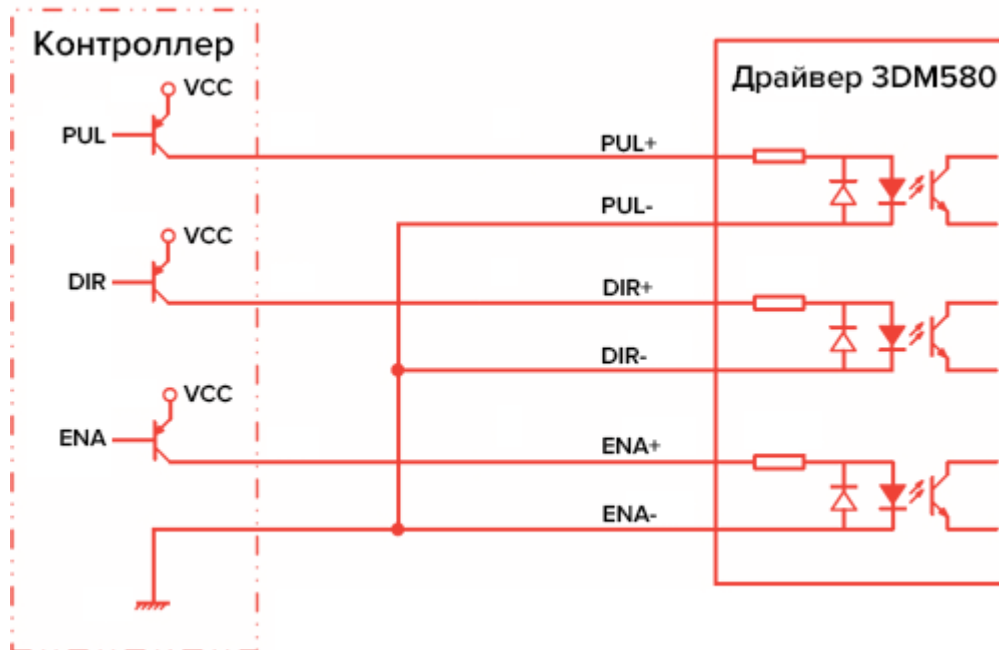 Контроллер
Драйвер 3DM580
VCC
PUL
PUL+
PUL-
VCC
DIR
DIR+
DIR-
VCC
ENA
ENA+
ENA-